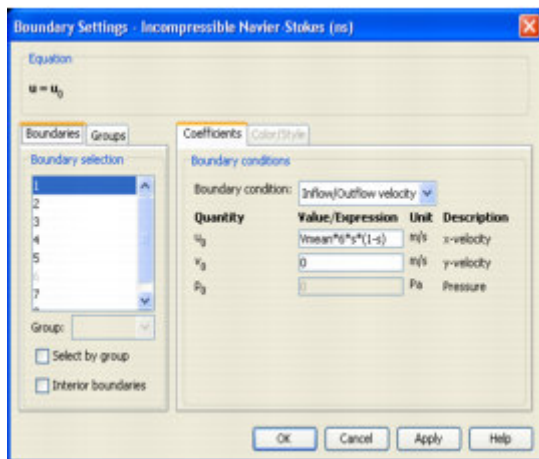 Boundary Settings - Incompressible Navier-Stokes (ns)
Equation
u = u0
Boundaries Groups
Boundary selection
1
2
3
4
5
6
7
Group:
Select by group
Interior boundaries
Coefficients Color/Style
Boundary conditions
Boundary condition: Inflow/Outflow velocity
Quantity Value/Expression Unit Description
u0 Vmean*6*s*(1-s) m/s x-velocity
v0 0 m/s y-velocity
p0 0 Pa Pressure
OK Cancel Apply Help